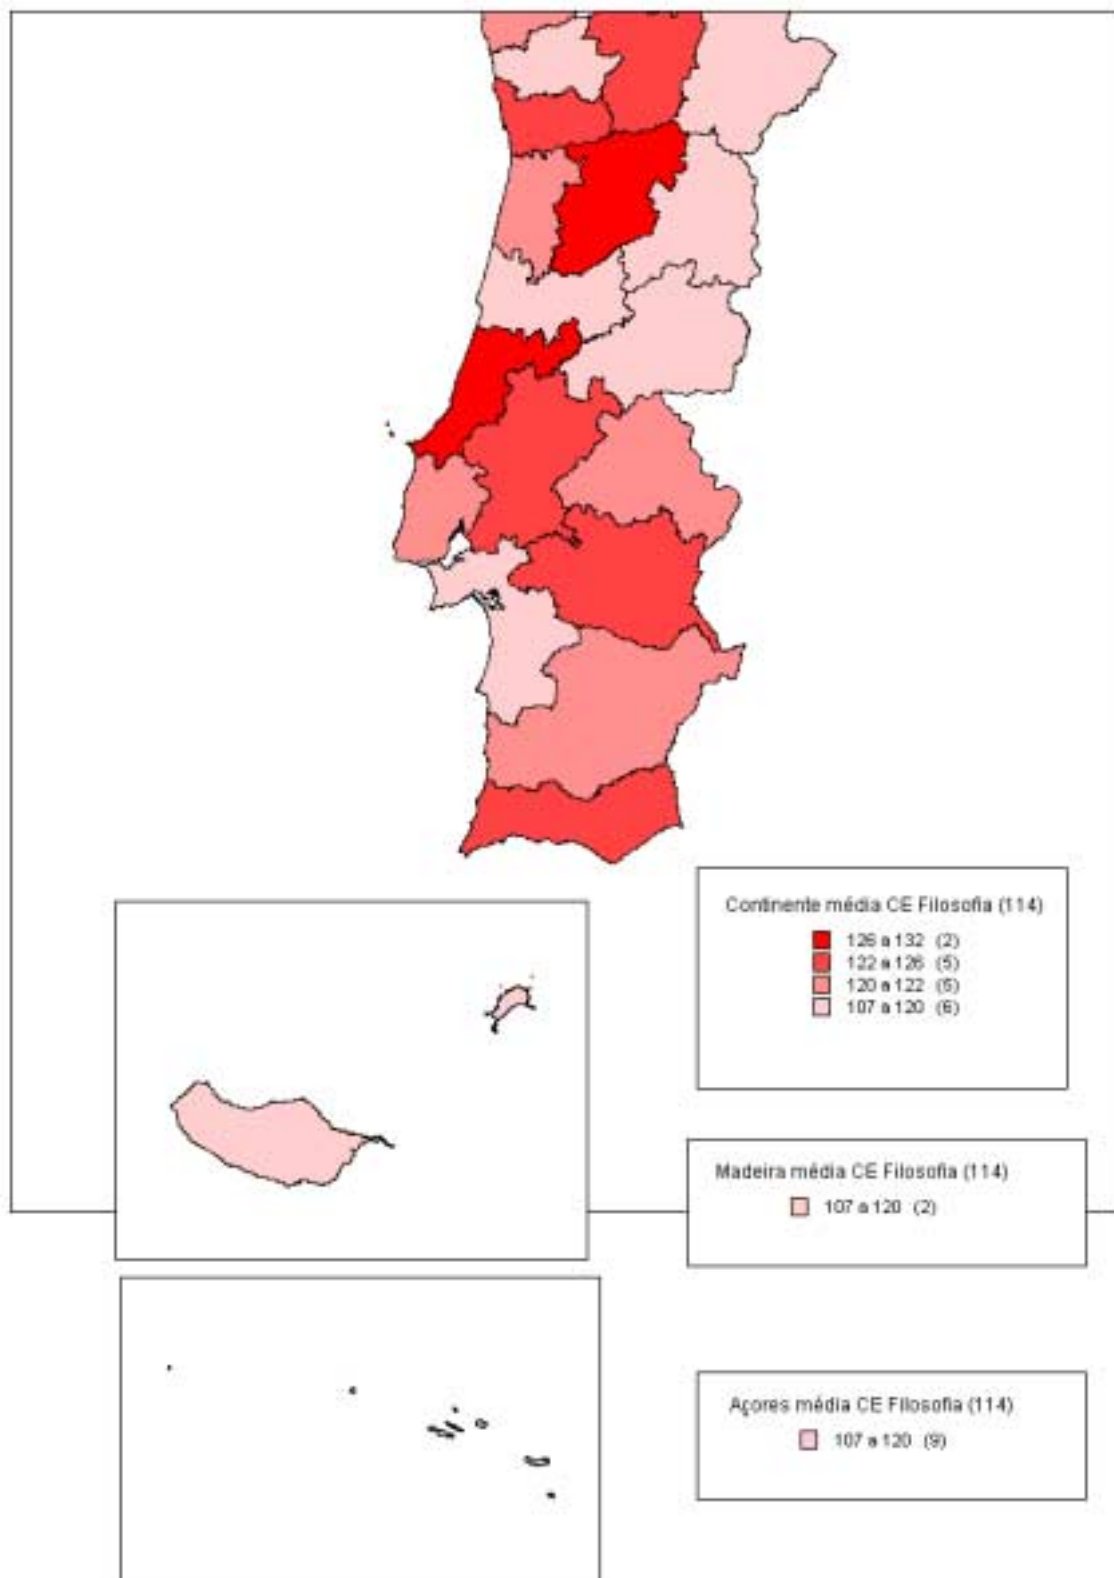 Continente média CE Filosofia (114)
126 a 132 (2)
122 a 126 (5)
120 a 122 (5)
107 a 120 (6)
Madeira média CE Filosofia (114)
107 a 120 (2)
Açores média CE Filosofia (114)
107 a 120 (9)